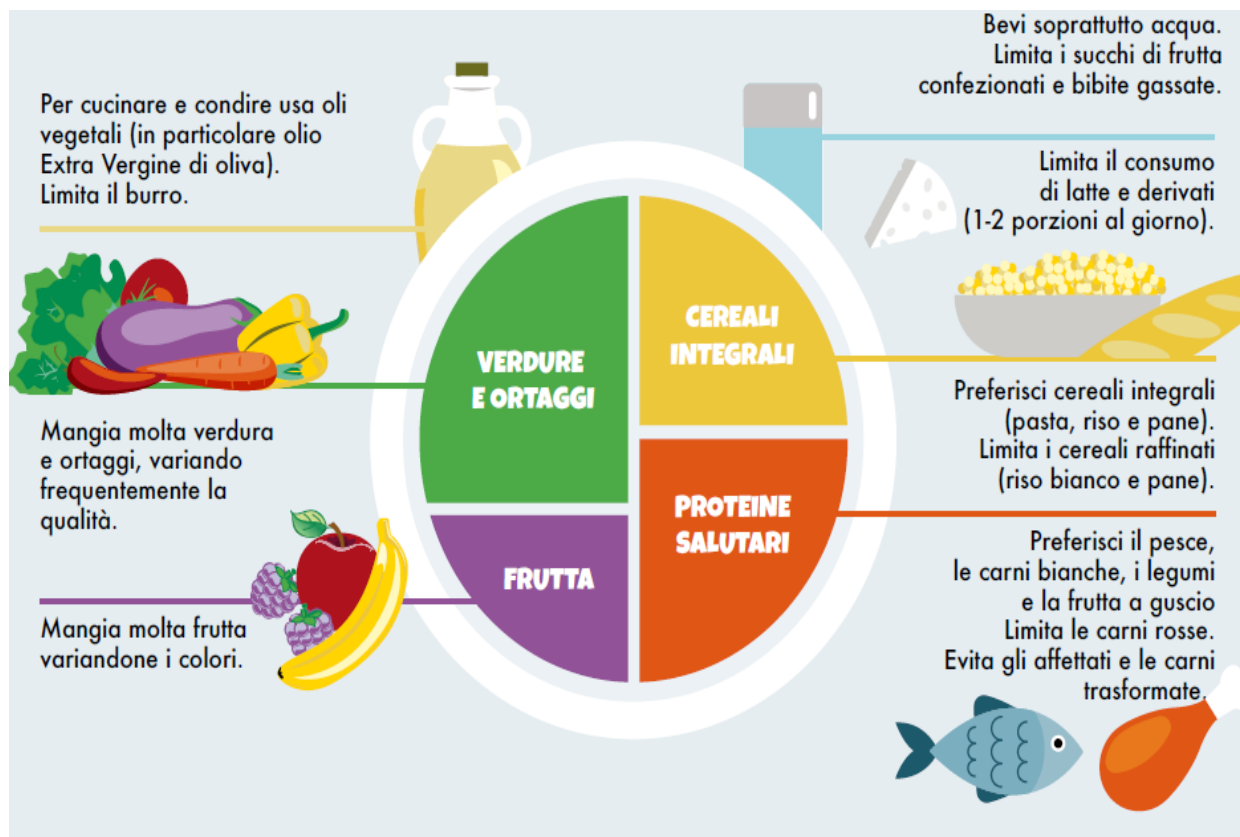 Per cucinare e condire usa oli
vegetali (in particolare olio
Extra Vergine di oliva).
Limita il burro.
Mangia molta verdura
e ortaggi, variando
frequentemente la
qualità.
Mangia molta frutta
variandone i colori.
VERDURE
E ORTAGGI
FRUTTA
CEREALI
INTEGRALI
PROTEINE
SALUTARI
Bevi soprattutto acqua.
Limita i succhi di frutta
confezionati e bibite gassate.
Limita il consumo
di latte e derivati
(1-2 porzioni al giorno).
Preferisci cereali integrali
(pasta, riso e pane).
Limita i cereali raffinati
(riso bianco e pane).
Preferisci il pesce,
le carni bianche, i legumi
e la frutta a guscio
Limita le carni rosse.
Evita gli affettati e le carni
trasformate.